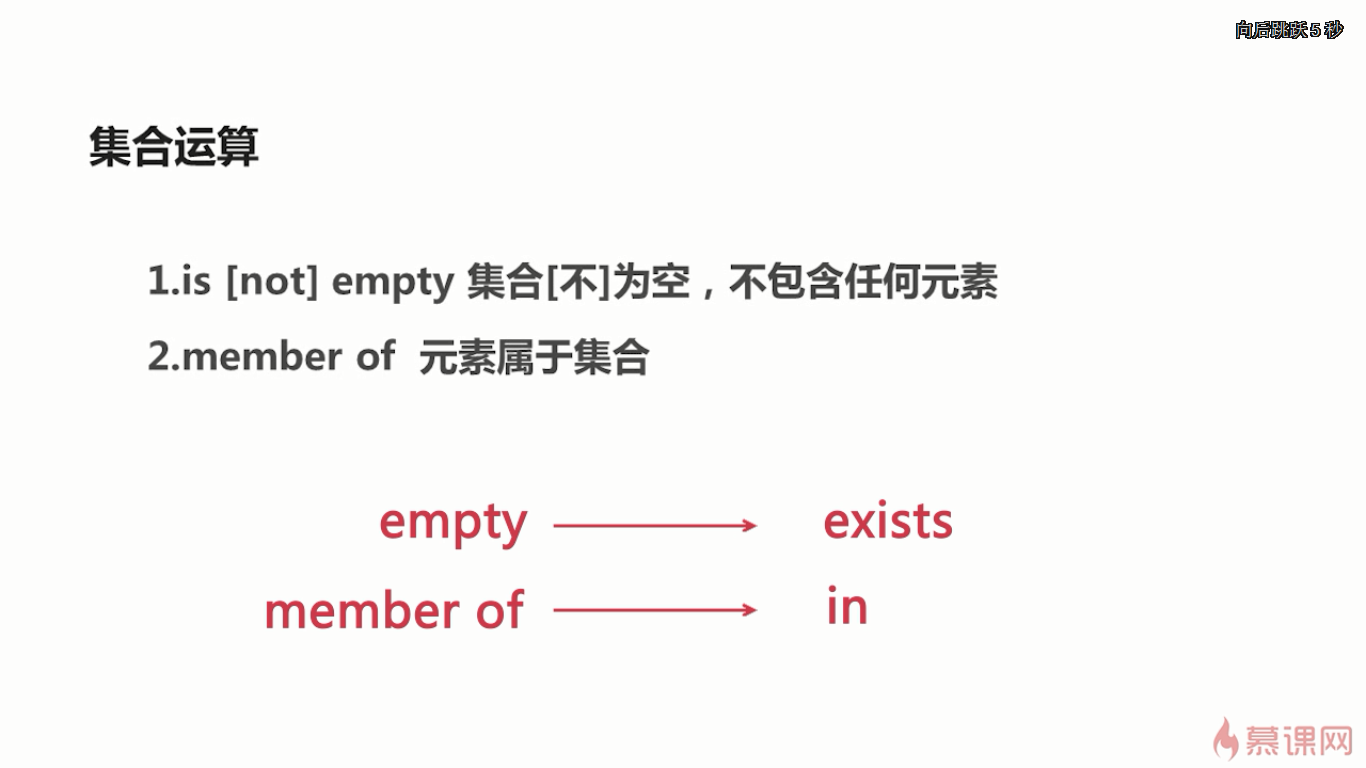 向后跳跃 5 秒
集合运算
1.is [not] empty 集合[不]为空，不包含任何元素
2.member of 元素属于集合
empty exists
member of in
慕课网